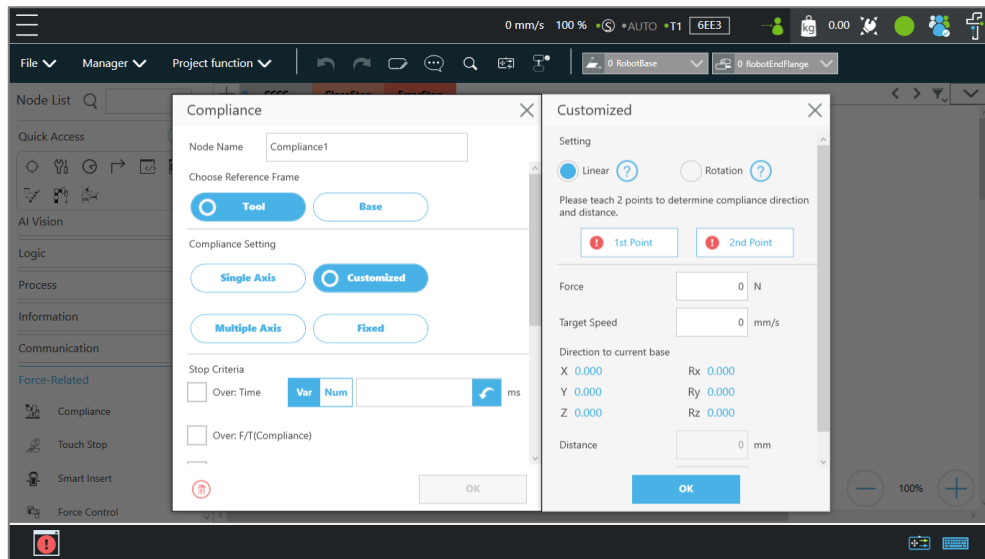 0 mm/s 100 % S AUTO T1 6EE3 kg 0.00
File Manager Project function 0 RobotBase 0 RobotEndFlange
Node List
Quick Access
AI Vision
Logic
Process
Information
Communication
Force-Related
Compliance
Touch Stop
Smart Insert
Force Control
Compliance
Node Name Compliance1
Choose Reference Frame
Tool Base
Compliance Setting
Single Axis Customized
Multiple Axis Fixed
Stop Criteria
Over: Time Var Num ms
Over: F/T(Compliance)
OK
Customized
Setting
Linear ? Rotation ?
Please teach 2 points to determine compliance direction
and distance.
! 1st Point ! 2nd Point
Force 0 N
Target Speed 0 mm/s
Direction to current base
X 0.000 Rx 0.000
Y 0.000 Ry 0.000
Z 0.000 Rz 0.000
Distance 0 mm
OK
100%